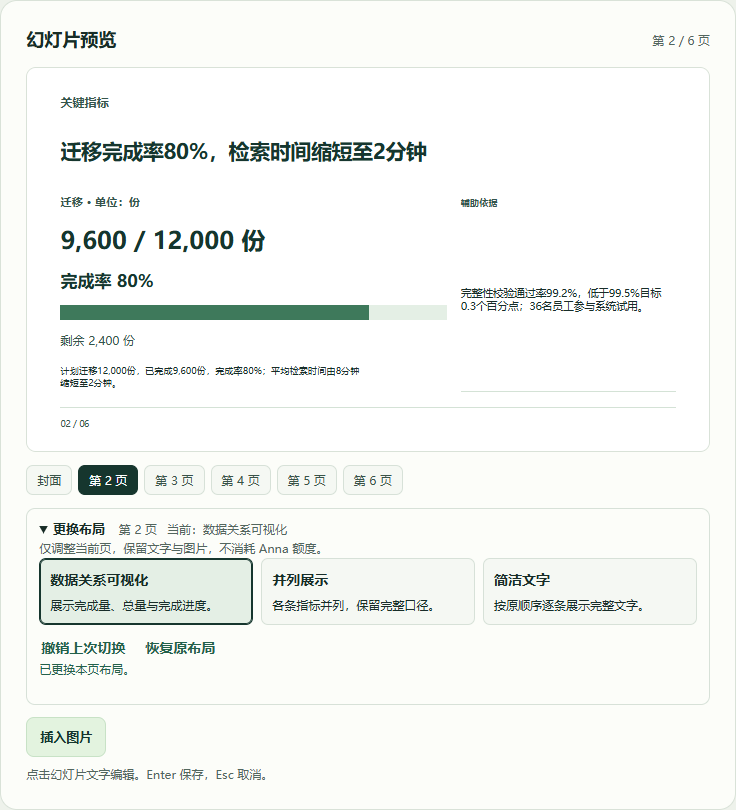 幻灯片预览
第 2 / 6 页
关键指标
迁移完成率80%，检索时间缩短至2分钟
迁移 · 单位：份
9,600 / 12,000 份
完成率 80%
剩余 2,400 份
计划迁移12,000份，已完成9,600份，完成率80%；平均检索时间由8分钟
缩短至2分钟。
辅助依据
完整性校验通过率99.2%，低于99.5%目标
0.3个百分点；36名员工参与系统试用。
02 / 06
封面
第 2 页
第 3 页
第 4 页
第 5 页
第 6 页
▼ 更换布局 第 2 页 当前：数据关系可视化
仅调整当前页，保留文字与图片，不消耗 Anna 额度。
数据关系可视化
展示完成量、总量与完成进度。
并列展示
各条指标并列，保留完整口径。
简洁文字
按原顺序逐条展示完整文字。
撤销上次切换
恢复原布局
已更换本页布局。
插入图片
点击幻灯片文字编辑。Enter 保存，Esc 取消。